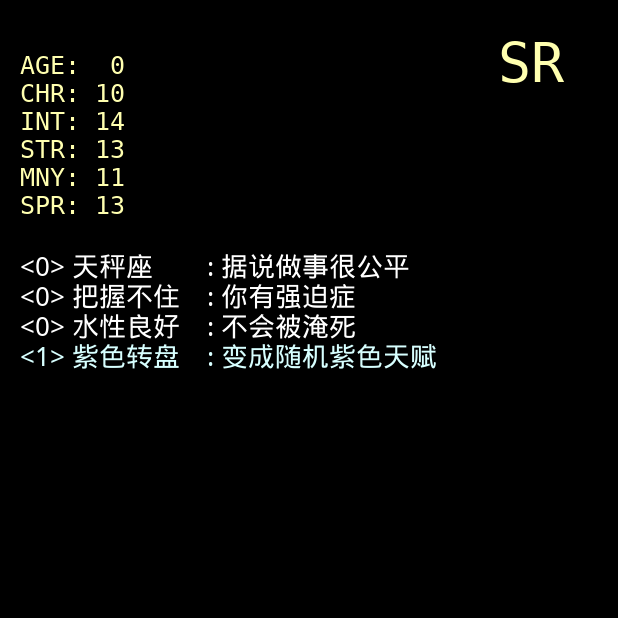 SR
AGE:  0
CHR: 10
INT: 14
STR: 13
MNY: 11
SPR: 13
<0> 天秤座 : 据说做事很公平
<0> 把握不住 : 你有强迫症
<0> 水性良好 : 不会被淹死
<1> 紫色转盘 : 变成随机紫色天赋